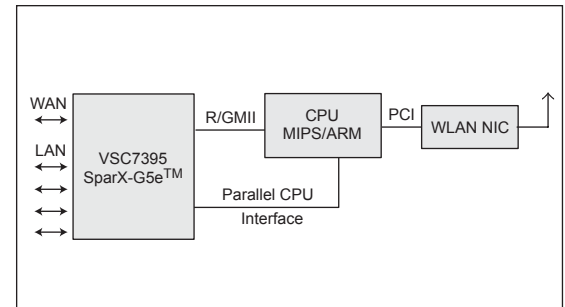 WAN
LAN
VSC7395
SparX-G5e™
R/GMII
CPU
MIPS/ARM
PCI
WLAN NIC
Parallel CPU
Interface